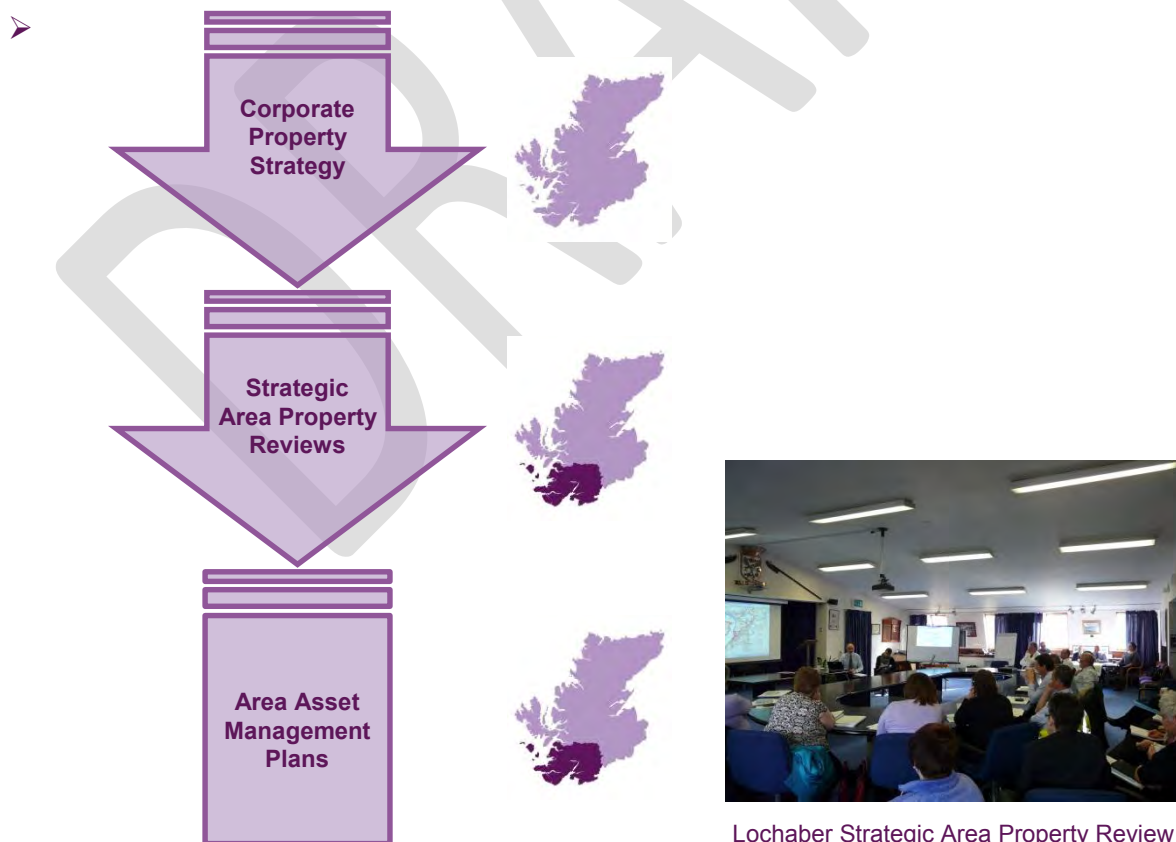 ➢
Corporate
Property
Strategy
Strategic
Area Property
Reviews
Area Asset
Management
Plans
Lochaber Strategic Area Property Review